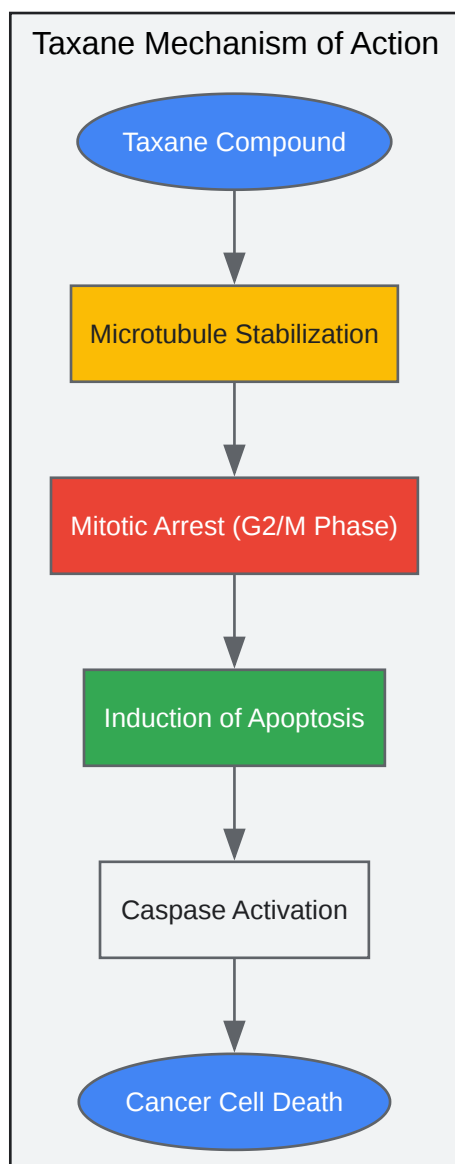 Taxane Mechanism of Action
Taxane Compound
Microtubule Stabilization
Mitotic Arrest (G2/M Phase)
Induction of Apoptosis
Caspase Activation
Cancer Cell Death